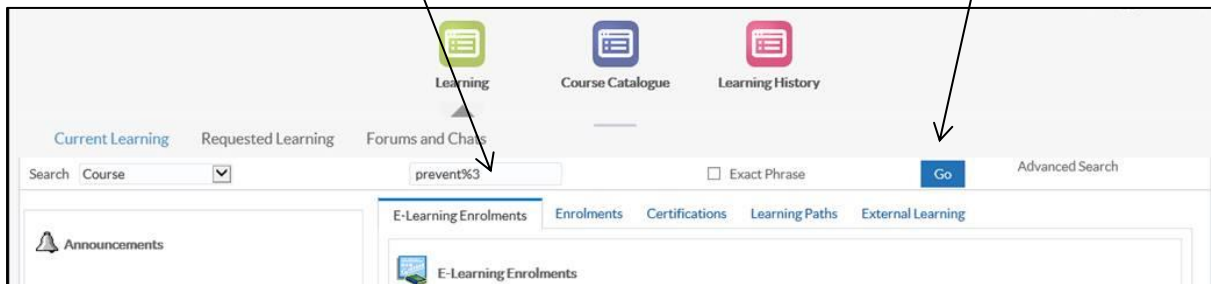 Learning Course Catalogue Learning History
Current Learning Requested Learning Forums and Chats
Search Course prevent%3 Exact Phrase Go Advanced Search
E-Learning Enrolments Enrolments Certifications Learning Paths External Learning
Announcements
E-Learning Enrolments